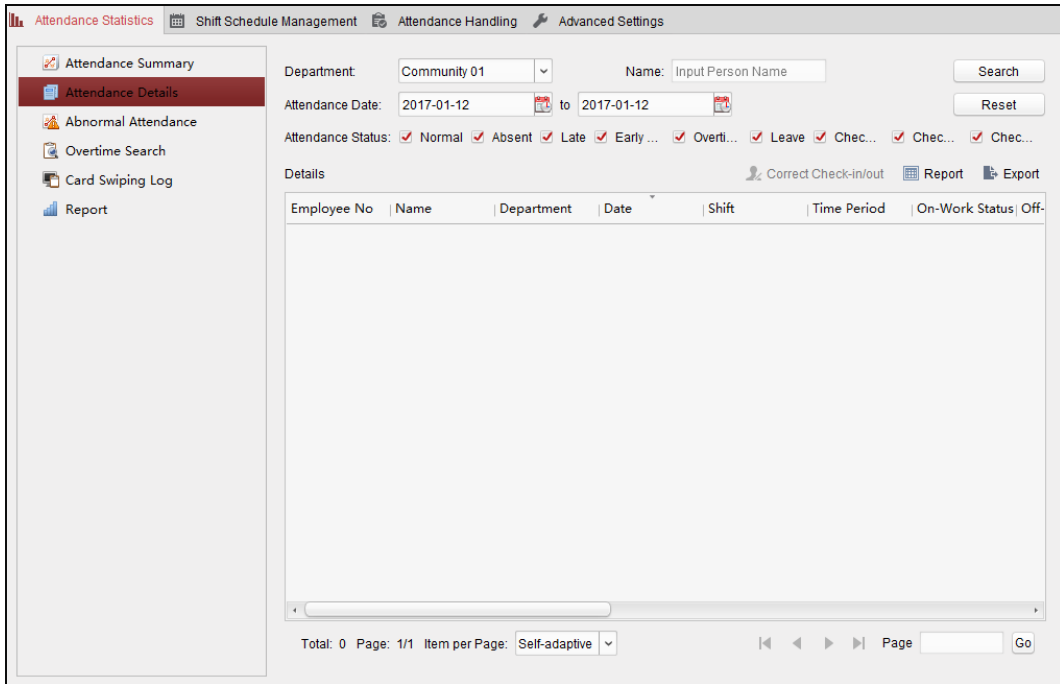 Attendance Statistics Shift Schedule Management Attendance Handling Advanced Settings
Attendance Summary
Attendance Details
Abnormal Attendance
Overtime Search
Card Swiping Log
Report
Department: Community 01 Name: Input Person Name Search
Attendance Date: 2017-01-12 to 2017-01-12 Reset
Attendance Status: Normal Absent Late Early ... Overti... Leave Chec... Chec... Chec...
Details Correct Check-in/out Report Export
Employee No Name Department Date Shift Time Period On-Work Status Off-
Total: 0 Page: 1/1 Item per Page: Self-adaptive Page Go